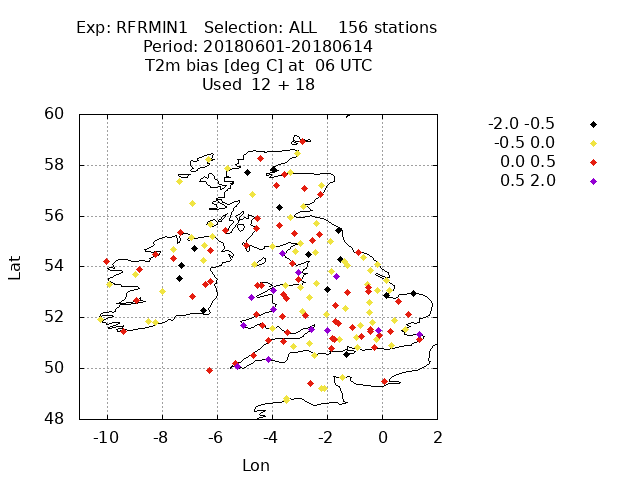 Exp: RFRMIN1 Selection: ALL 156 stations
Period: 20180601-20180614
T2m bias [deg C] at 06 UTC
Used 12 + 18
-2.0 -0.5
-0.5 0.0
0.0 0.5
0.5 2.0
60
58
56
54
52
50
48
Lat
-10 -8 -6 -4 -2 0 2
Lon